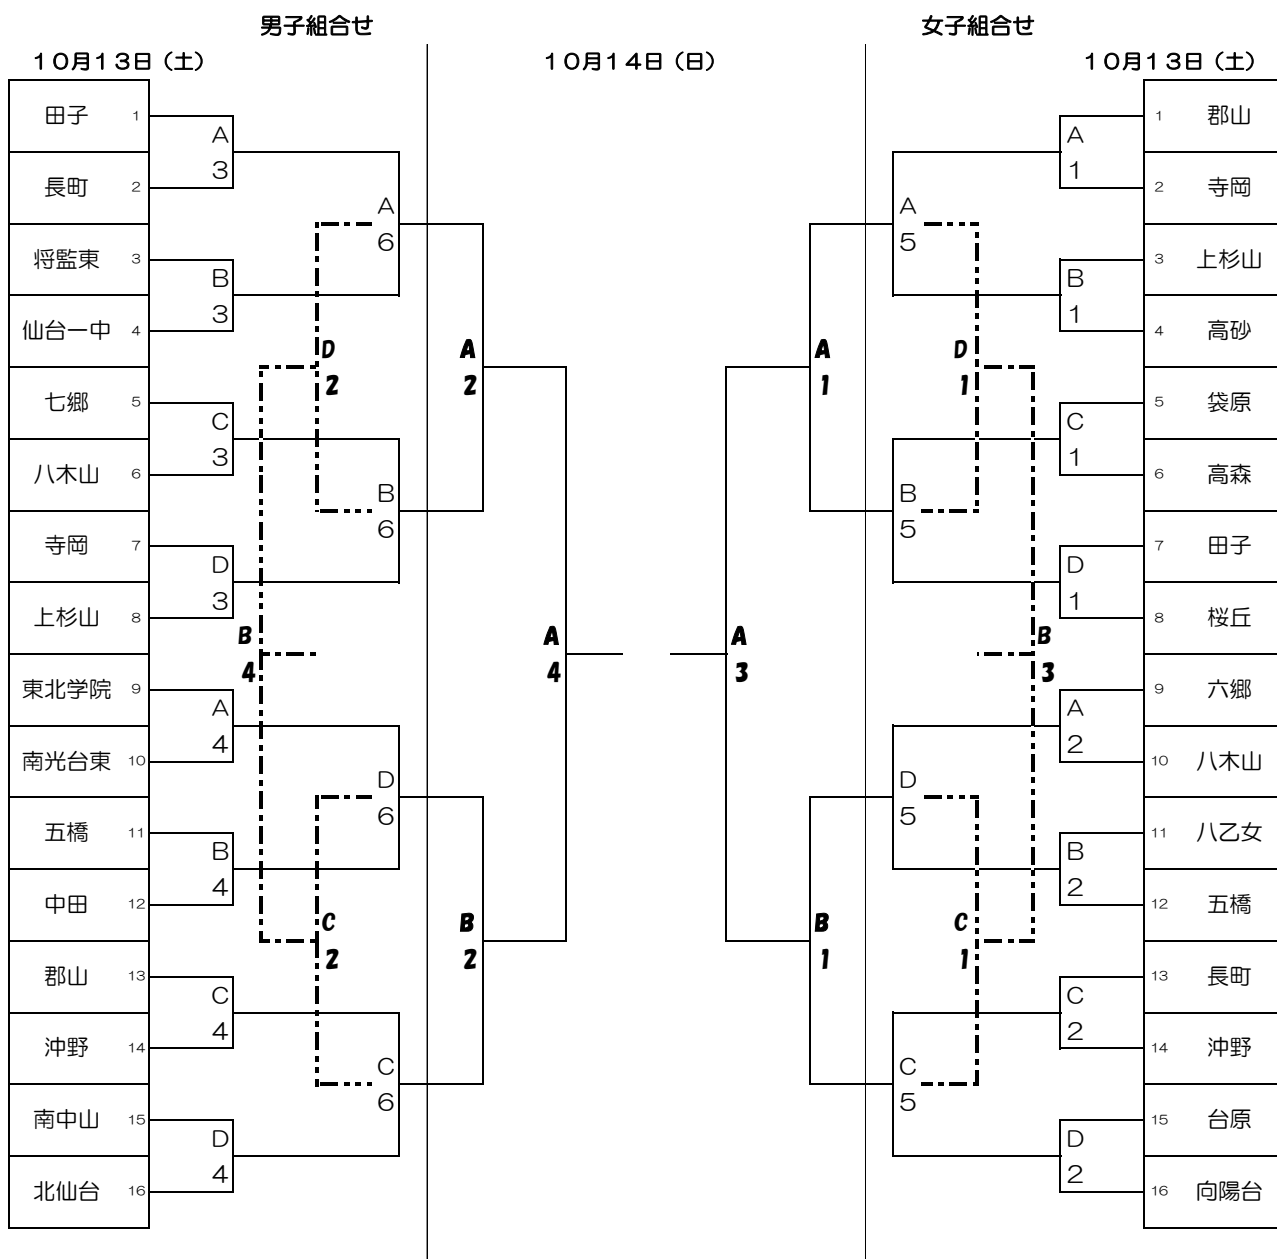 男子組合せ
女子組合せ
10月13日（土）
10月14日（日）
10月13日（土）
田子 1
長町 2
将監東 3
仙台一中 4
七郷 5
八木山 6
寺岡 7
上杉山 8
東北学院 9
南光台東 10
五橋 11
中田 12
郡山 13
沖野 14
南中山 15
北仙台 16
A
3
B
3
C
3
D
3
A
4
B
4
C
4
D
4
A
6
B
6
D
6
C
6
D
2
B
4
C
2
A
2
B
2
A
4
A
3
A
1
B
1
A
5
B
5
D
5
C
5
D
1
B
3
C
1
A
1
B
1
C
1
D
1
A
2
B
2
C
2
D
2
1 郡山
2 寺岡
3 上杉山
4 高砂
5 袋原
6 高森
7 田子
8 桜丘
9 六郷
10 八木山
11 八乙女
12 五橋
13 長町
14 沖野
15 台原
16 向陽台